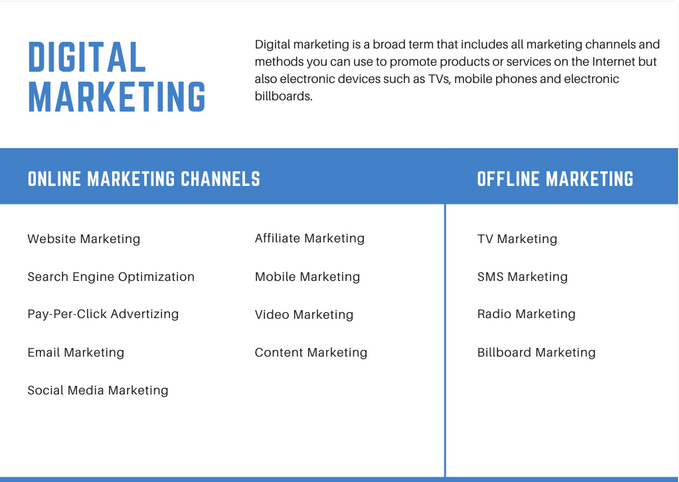 DIGITAL
MARKETING
Digital marketing is a broad term that includes all marketing channels and
methods you can use to promote products or services on the Internet but
also electronic devices such as TVs, mobile phones and electronic
billboards.
ONLINE MARKETING CHANNELS
Website Marketing
Search Engine Optimization
Pay-Per-Click Advertizing
Email Marketing
Social Media Marketing
Affiliate Marketing
Mobile Marketing
Video Marketing
Content Marketing
OFFLINE MARKETING
TV Marketing
SMS Marketing
Radio Marketing
Billboard Marketing